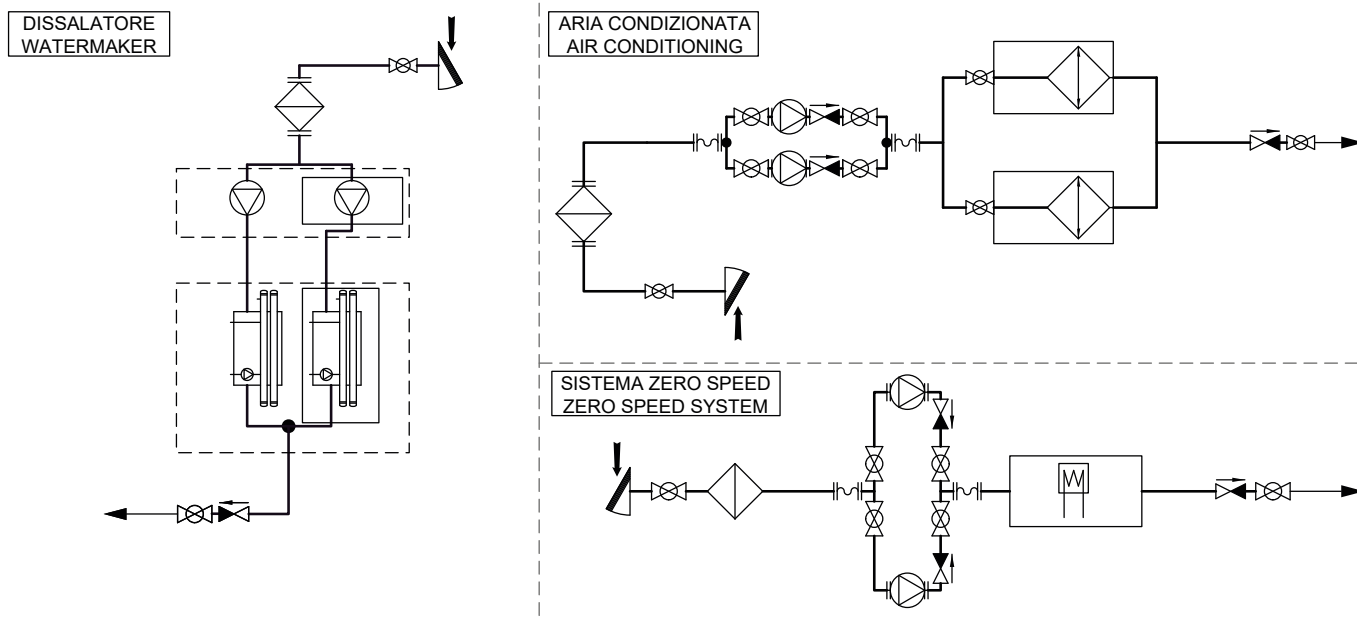 DISSALATORE
WATERMAKER
ARIA CONDIZIONATA
AIR CONDITIONING
SISTEMA ZERO SPEED
ZERO SPEED SYSTEM